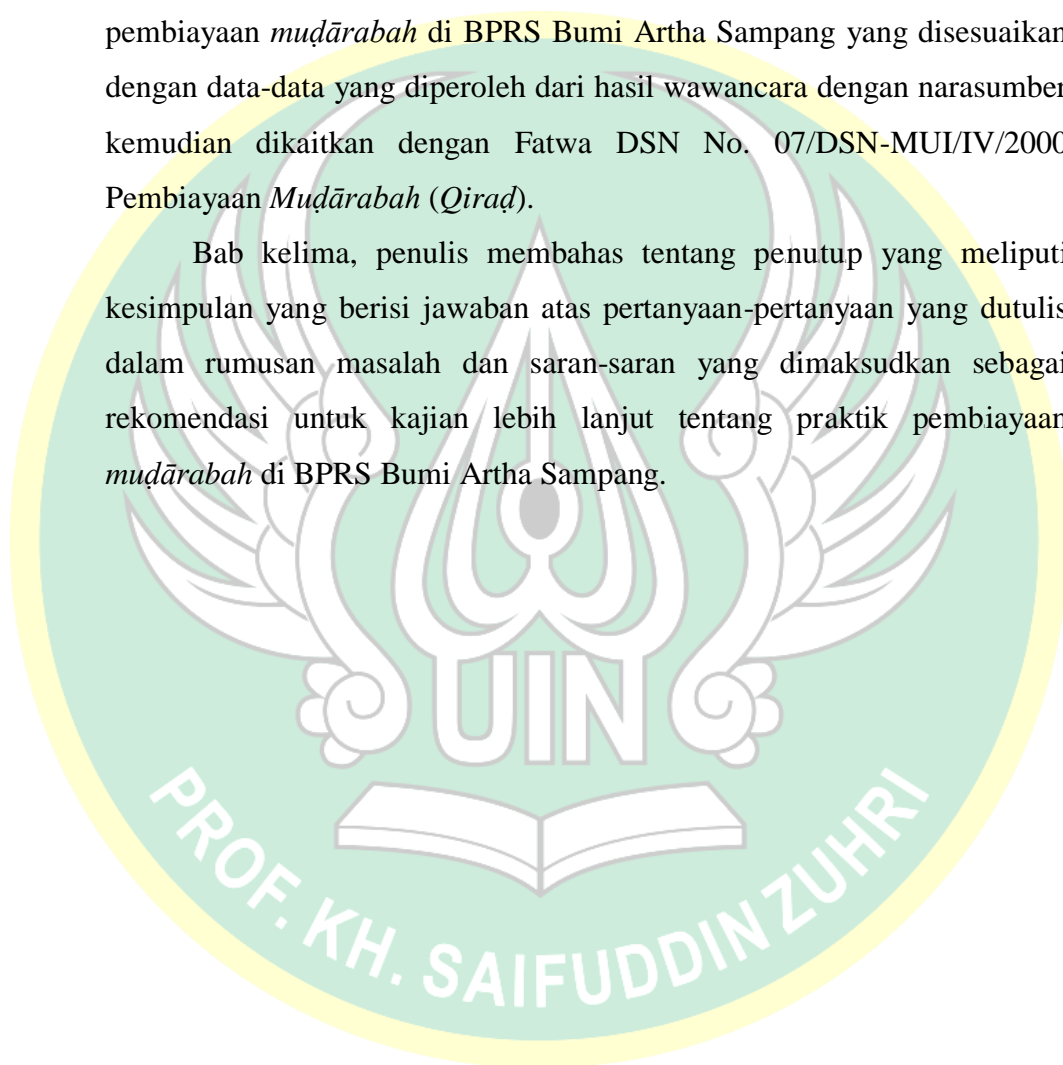 pembiayaan muḍārabah di BPRS Bumi Artha Sampang yang disesuaikan
dengan data-data yang diperoleh dari hasil wawancara dengan narasumber
kemudian dikaitkan dengan Fatwa DSN No. 07/DSN-MUI/IV/2000
Pembiayaan Muḍārabah (Qiraḍ).
Bab kelima, penulis membahas tentang penutup yang meliputi
kesimpulan yang berisi jawaban atas pertanyaan-pertanyaan yang dutulis
dalam rumusan masalah dan saran-saran yang dimaksudkan sebagai
rekomendasi untuk kajian lebih lanjut tentang praktik pembiayaan
muḍārabah di BPRS Bumi Artha Sampang.
UIN
PROF. KH. SAIFUDDIN ZUHRI